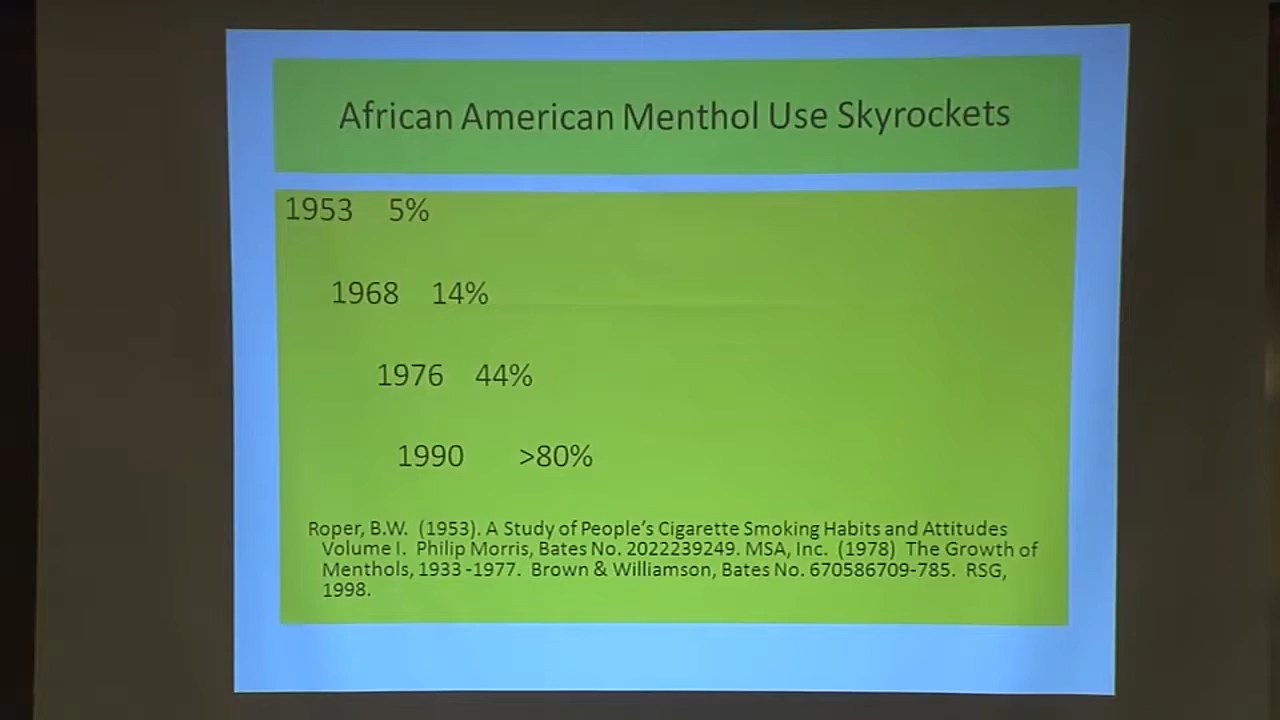 African American Menthol Use Skyrockets
1953 5%
1968 14%
1976 44%
1990 >80%
Roper, B.W. (1953). A Study of People's Cigarette Smoking Habits and Attitudes
Volume I. Philip Morris, Bates No. 2022239249. MSA, Inc. (1978) The Growth of
Menthols, 1933-1977. Brown & Williamson, Bates No. 670586709-785. RSG,
1998.